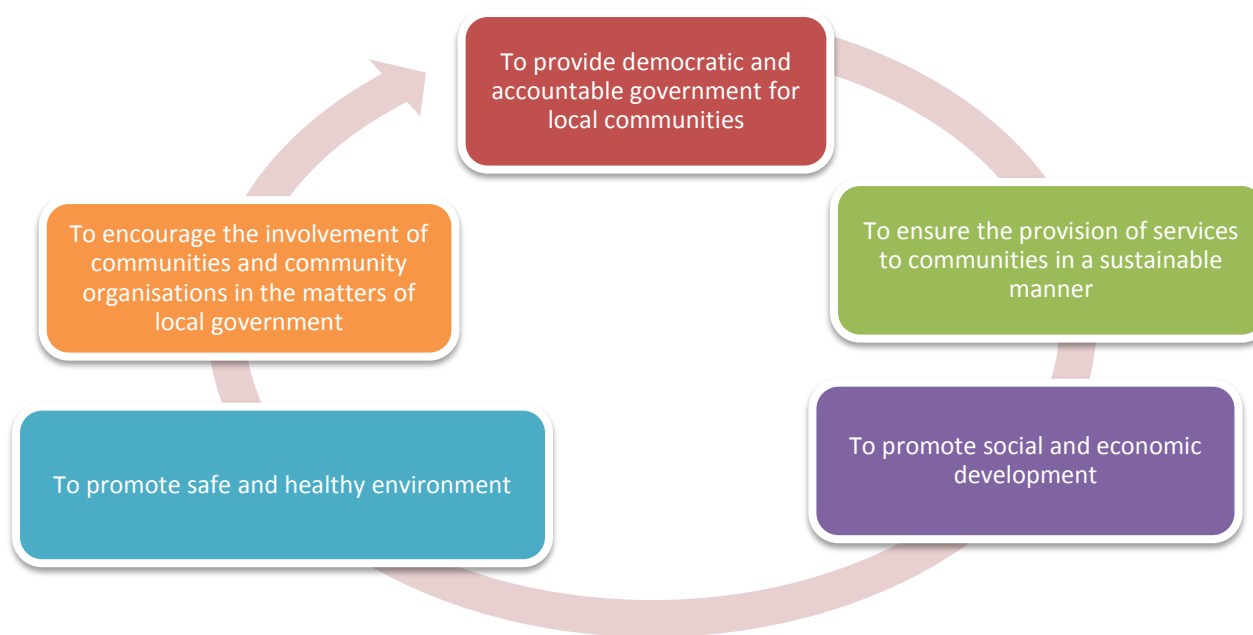 To provide democratic and
accountable government for
local communities
To ensure the provision of services
to communities in a sustainable
manner
To promote social and economic
development
To promote safe and healthy environment
To encourage the involvement of
communities and community
organisations in the matters of
local government